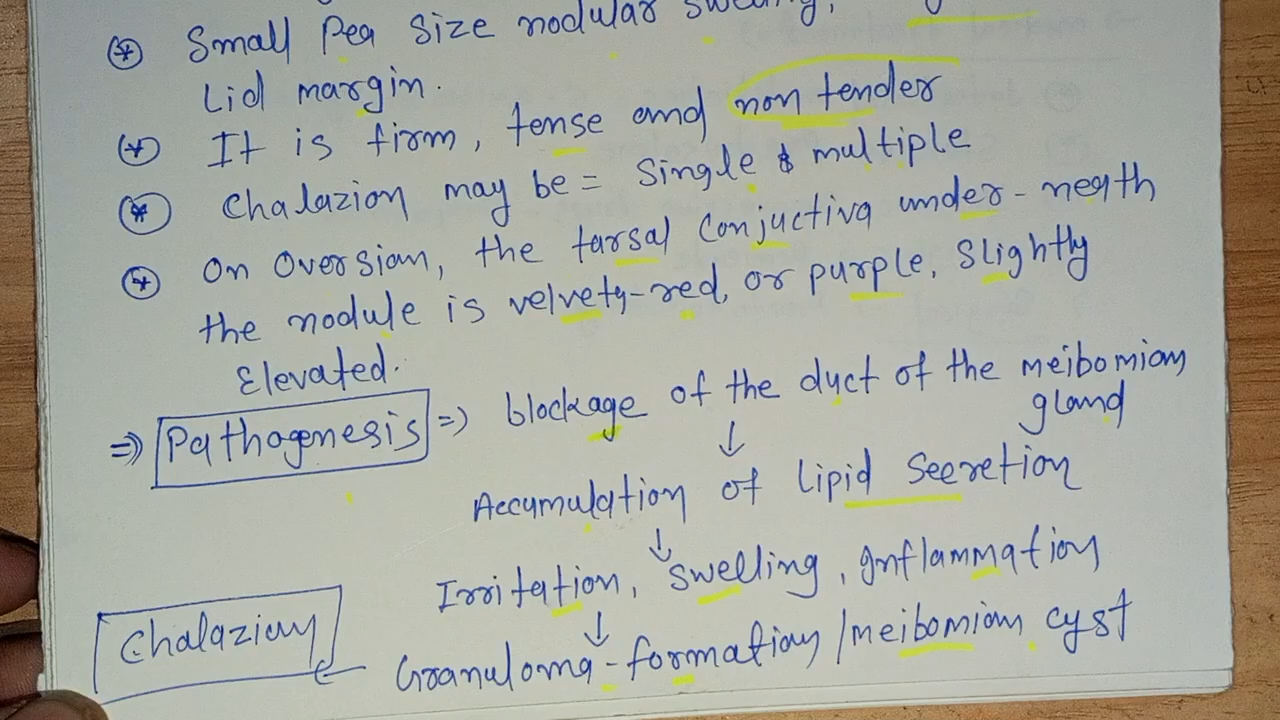 ⊛ Small Pea Size nodular swelling,
Lid margin.
⊛ It is firm, tense and non tender
⊛ Chalazion may be = Single & multiple
⊛ On Oversion, the tarsal Conjuctiva under-neath
the nodule is velvety-red, or purple, Slightly
Elevated.
⇒ Pathogenesis ⇒ blockage of the duct of the meibomian
gland
↓
Accumulation of Lipid Secretion
↓
Irritation, swelling, Inflammation
↓
Granuloma-formation/meibomian cyst
Chalazion ←